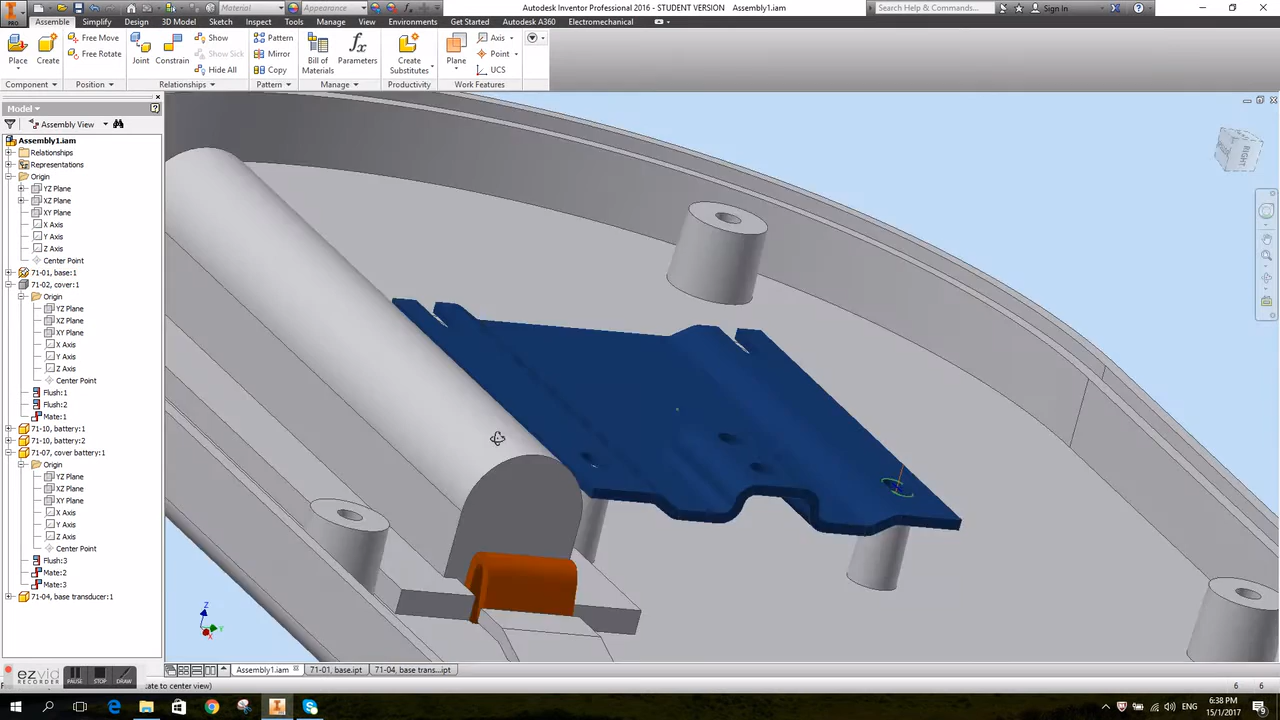 Material
Appearance
Autodesk Inventor Professional 2016 - STUDENT VERSION Assembly1.iam
Search Help & Commands...
Sign In
PRO
Assemble Simplify Design 3D Model Sketch Inspect Tools Manage View Environments Get Started Autodesk A360 Electromechanical
Place Create
Free Move
Free Rotate
Joint Constrain
Show
Show Sick
Hide All
Pattern
Mirror
Copy
Bill of Materials
Parameters
Create Substitutes
Plane
Axis
Point
UCS
Component Position Relationships Pattern Manage Productivity Work Features
Model
Assembly View
Assembly1.iam
Relationships
Representations
Origin
YZ Plane
XZ Plane
XY Plane
X Axis
Y Axis
Z Axis
Center Point
71-01, base:1
71-02, cover:1
Origin
YZ Plane
XZ Plane
XY Plane
X Axis
Y Axis
Z Axis
Center Point
Flush:1
Flush:2
Mate:1
71-10, battery:1
71-10, battery:2
71-07, cover battery:1
Origin
YZ Plane
XZ Plane
XY Plane
X Axis
Y Axis
Z Axis
Center Point
Flush:3
Mate:2
Mate:3
71-04, base transducer:1
RIGHT
Z
Y
X
Assembly1.iam 71-01, base.ipt 71-04, base trans...ipt
ezvid
RECORDER
PAUSE STOP DRAW
tate to center view)
6 6
6:38 PM
15/1/2017